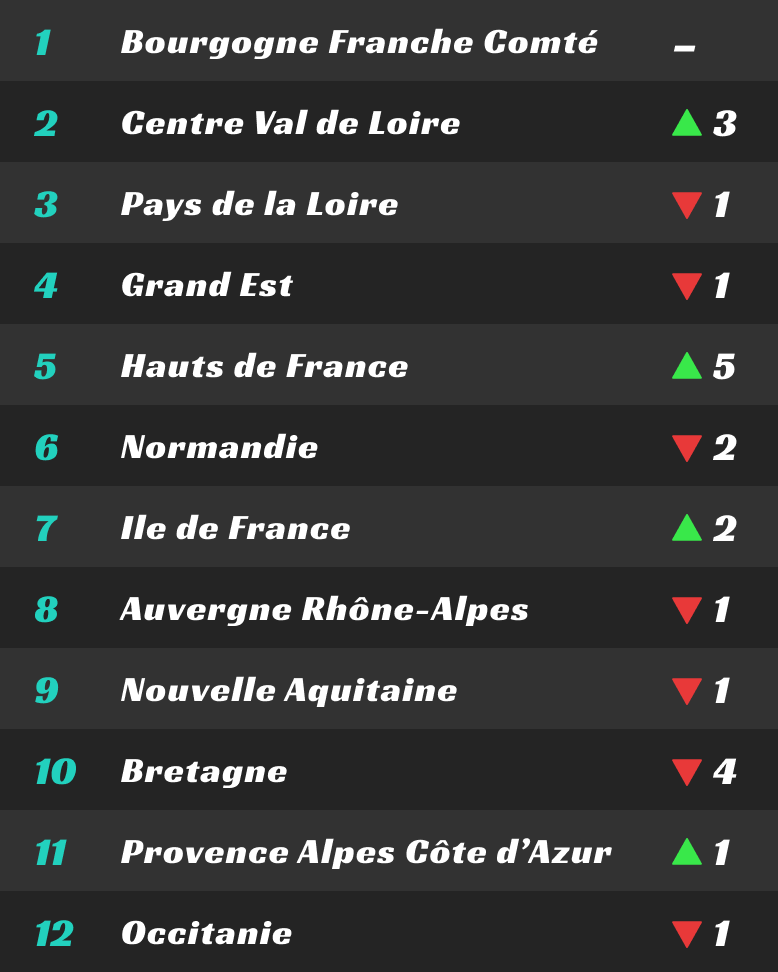 1 Bourgogne Franche Comté –
2 Centre Val de Loire ▲ 3
3 Pays de la Loire ▼ 1
4 Grand Est ▼ 1
5 Hauts de France ▲ 5
6 Normandie ▼ 2
7 Ile de France ▲ 2
8 Auvergne Rhône-Alpes ▼ 1
9 Nouvelle Aquitaine ▼ 1
10 Bretagne ▼ 4
11 Provence Alpes Côte d’Azur ▲ 1
12 Occitanie ▼ 1